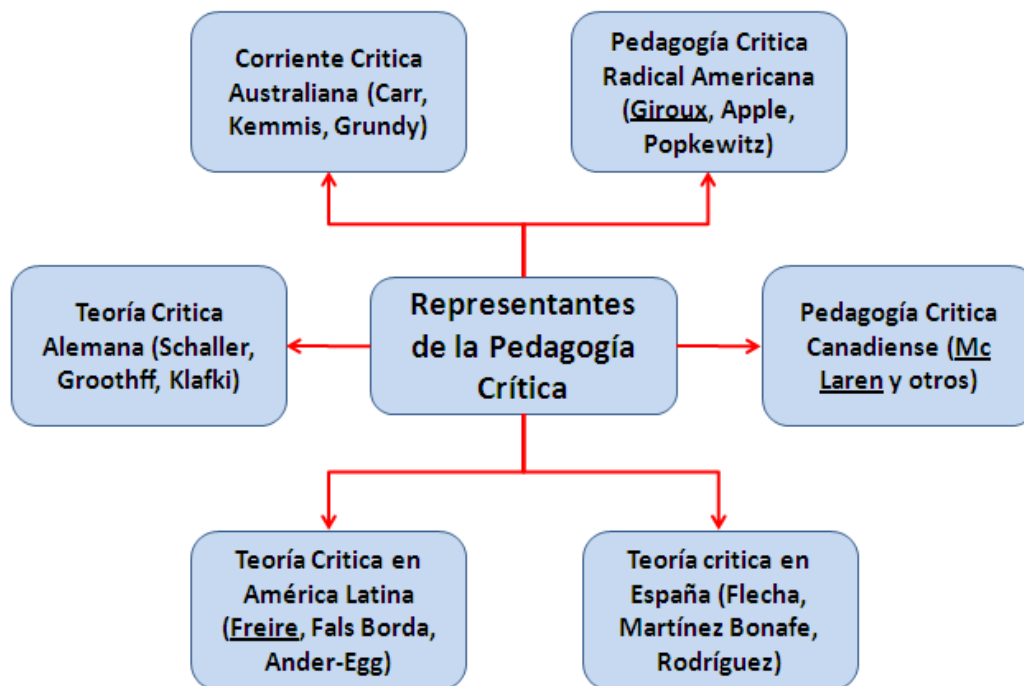 Corriente Critica
Australiana (Carr,
Kemmis, Grundy)
Pedagogía Critica
Radical Americana
(Giroux, Apple,
Popkewitz)
Teoría Critica
Alemana (Schaller,
Groothff, Klafki)
Representantes
de la Pedagogía
Crítica
Pedagogía Critica
Canadiense (Mc
Laren y otros)
Teoría Critica en
América Latina
(Freire, Fals Borda,
Ander-Egg)
Teoría critica en
España (Flecha,
Martínez Bonafe,
Rodríguez)